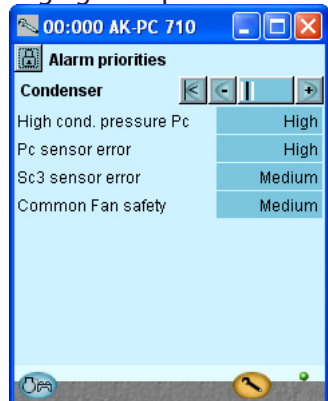 00:000 AK-PC 710
Alarm priorities
Condenser
High cond. pressure Pc High
Pc sensor error High
Sc3 sensor error Medium
Common Fan safety Medium